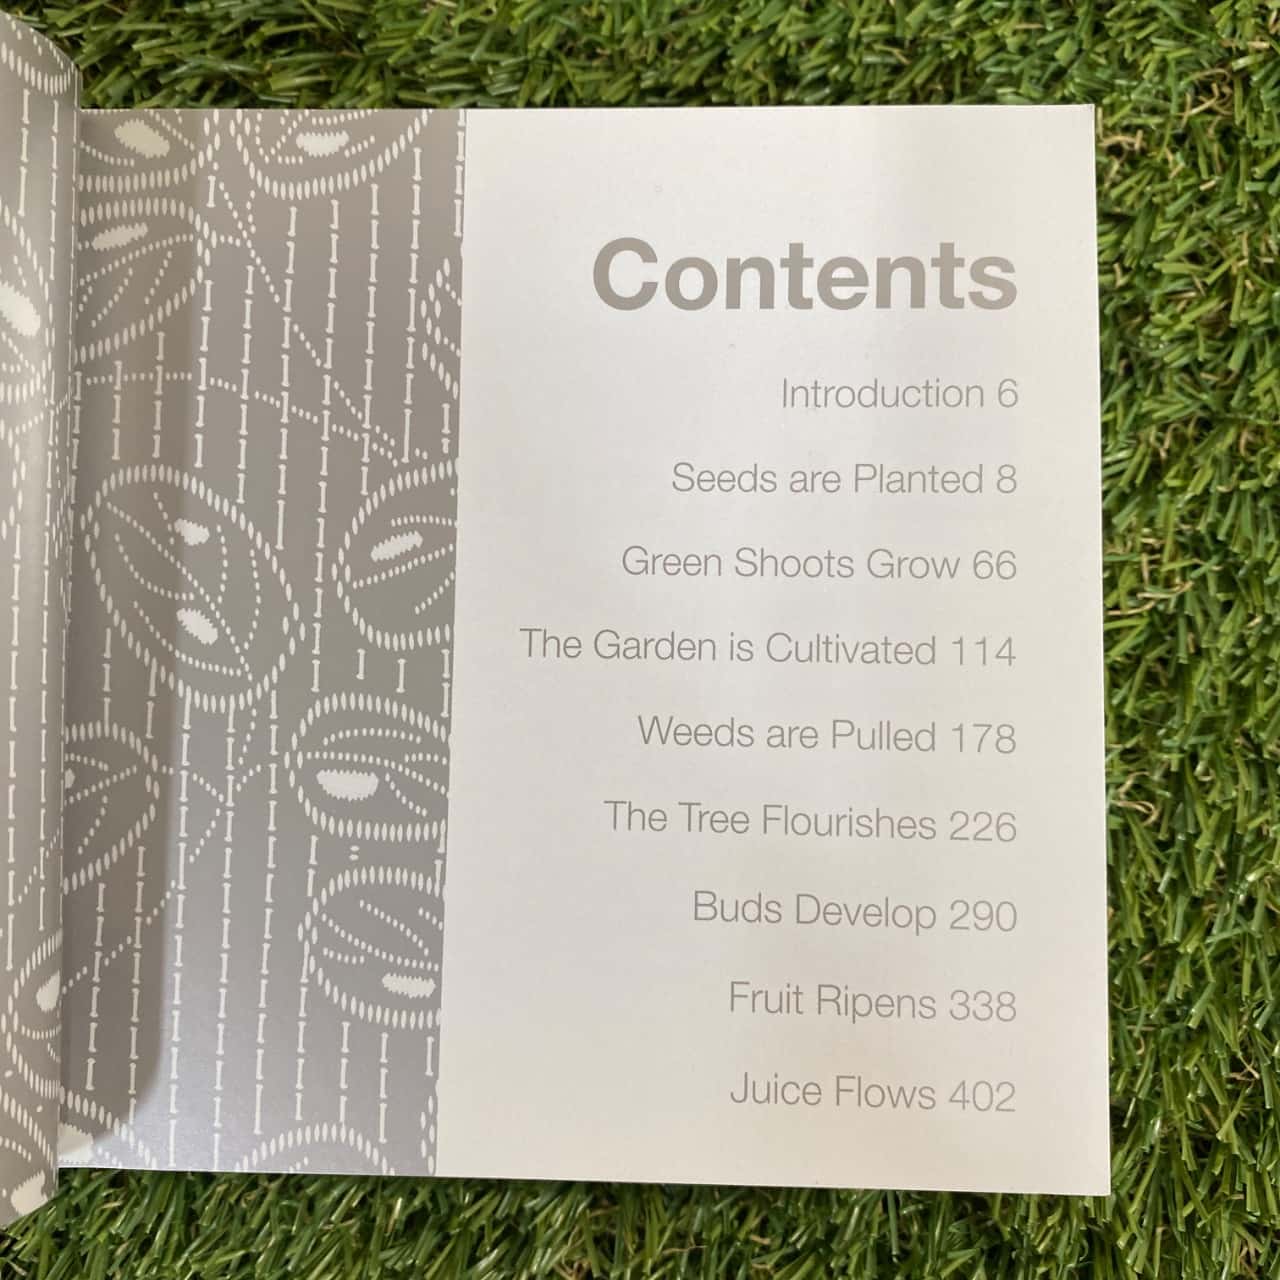 Contents
Introduction 6
Seeds are Planted 8
Green Shoots Grow 66
The Garden is Cultivated 114
Weeds are Pulled 178
The Tree Flourishes 226
Buds Develop 290
Fruit Ripens 338
Juice Flows 402